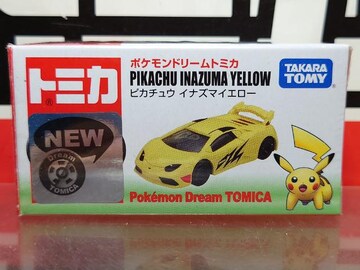 ポケモンドリームトミカ
トミカ
PIKACHU INAZUMA YELLOW
ピカチュウ イナズマイエロー
TAKARA
TOMY
NEW
Dream
TOMICA
Pokémon Dream TOMICA